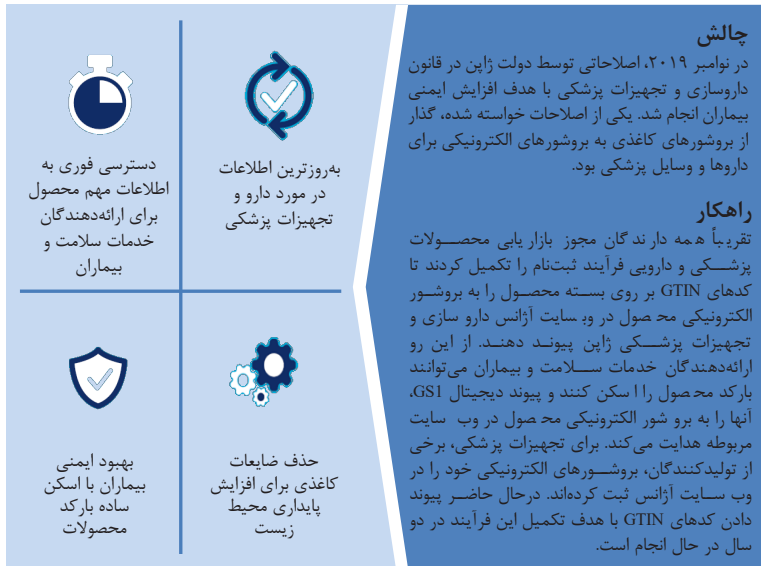 چالش
در نوامبر ۲۰۱۹، اصلاحاتی توسط دولت ژاپن در قانون
داروسازی و تجهیزات پزشکی با هدف افزایش ایمنی
بیماران انجام شد. یکی از اصلاحات خواسته شده، گذار
از بروشورهای کاغذی به بروشورهای الکترونیکی برای
داروها و وسایل پزشکی بود.
راهکار
تقریباً همه دارندگان مجوز بازاریابی محصولات
پزشکی و دارویی فرآیند ثبت‌نام را تکمیل کردند تا
کدهای GTIN بر روی بسته محصول را به بروشور
الکترونیکی محصول در وبسایت آژانس دارو سازی و
تجهیزات پزشکی ژاپن پیوند دهند. از این رو
ارائه‌دهندگان خدمات سلامت و بیماران می‌توانند
بارکد محصول را اسکن کنند و پیوند دیجیتال GS1،
آنها را به برو شور الکترونیکی محصول در وب سایت
مربوطه هدایت می‌کند. برای تجهیزات پزشکی، برخی
از تولیدکنندگان، بروشورهای الکترونیکی خود را در
وب سایت آژانس ثبت کرده‌اند. درحال حاضر پیوند
دادن کدهای GTIN با هدف تکمیل این فرآیند در دو
سال در حال انجام است.
به‌روزترین اطلاعات
در مورد دارو و
تجهیزات پزشکی
دسترسی فوری به
اطلاعات مهم محصول
برای ارائه‌دهندگان
خدمات سلامت و
بیماران
حذف ضایعات
کاغذی برای افزایش
پایداری محیط
زیست
بهبود ایمنی
بیماران با اسکن
ساده بارکد
محصولات